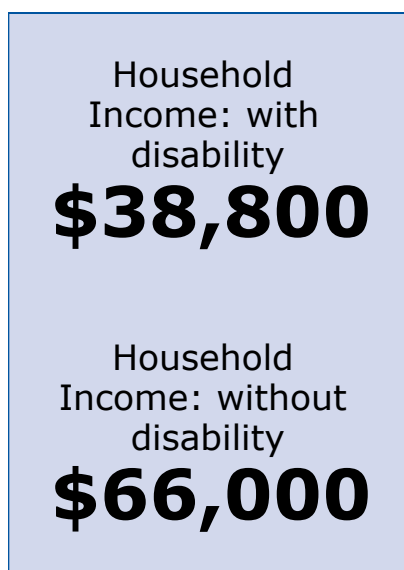 Household
Income: with
disability
$38,800
Household
Income: without
disability
$66,000